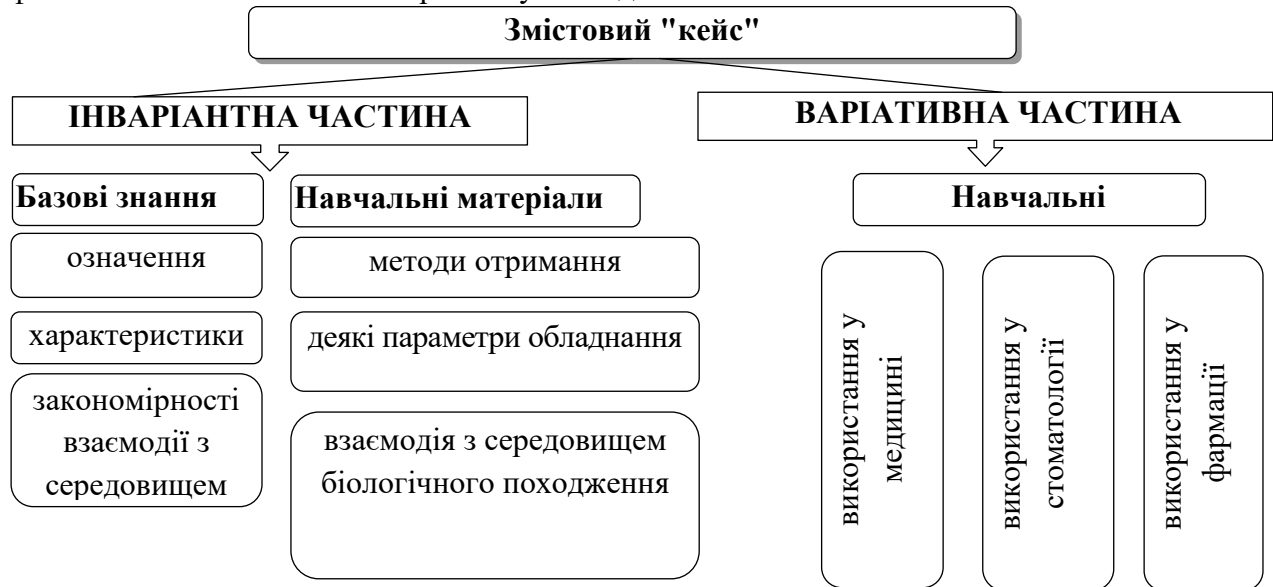 Змістовий "кейс"
ІНВАРІАНТНА ЧАСТИНА
ВАРІАТИВНА ЧАСТИНА
Базові знання
Навчальні матеріали
Навчальні
означення
характеристики
закономірності
взаємодії з
середовищем
методи отримання
деякі параметри обладнання
взаємодія з середовищем
біологічного походження
використання у
медицині
використання у
стоматології
використання у
фармації